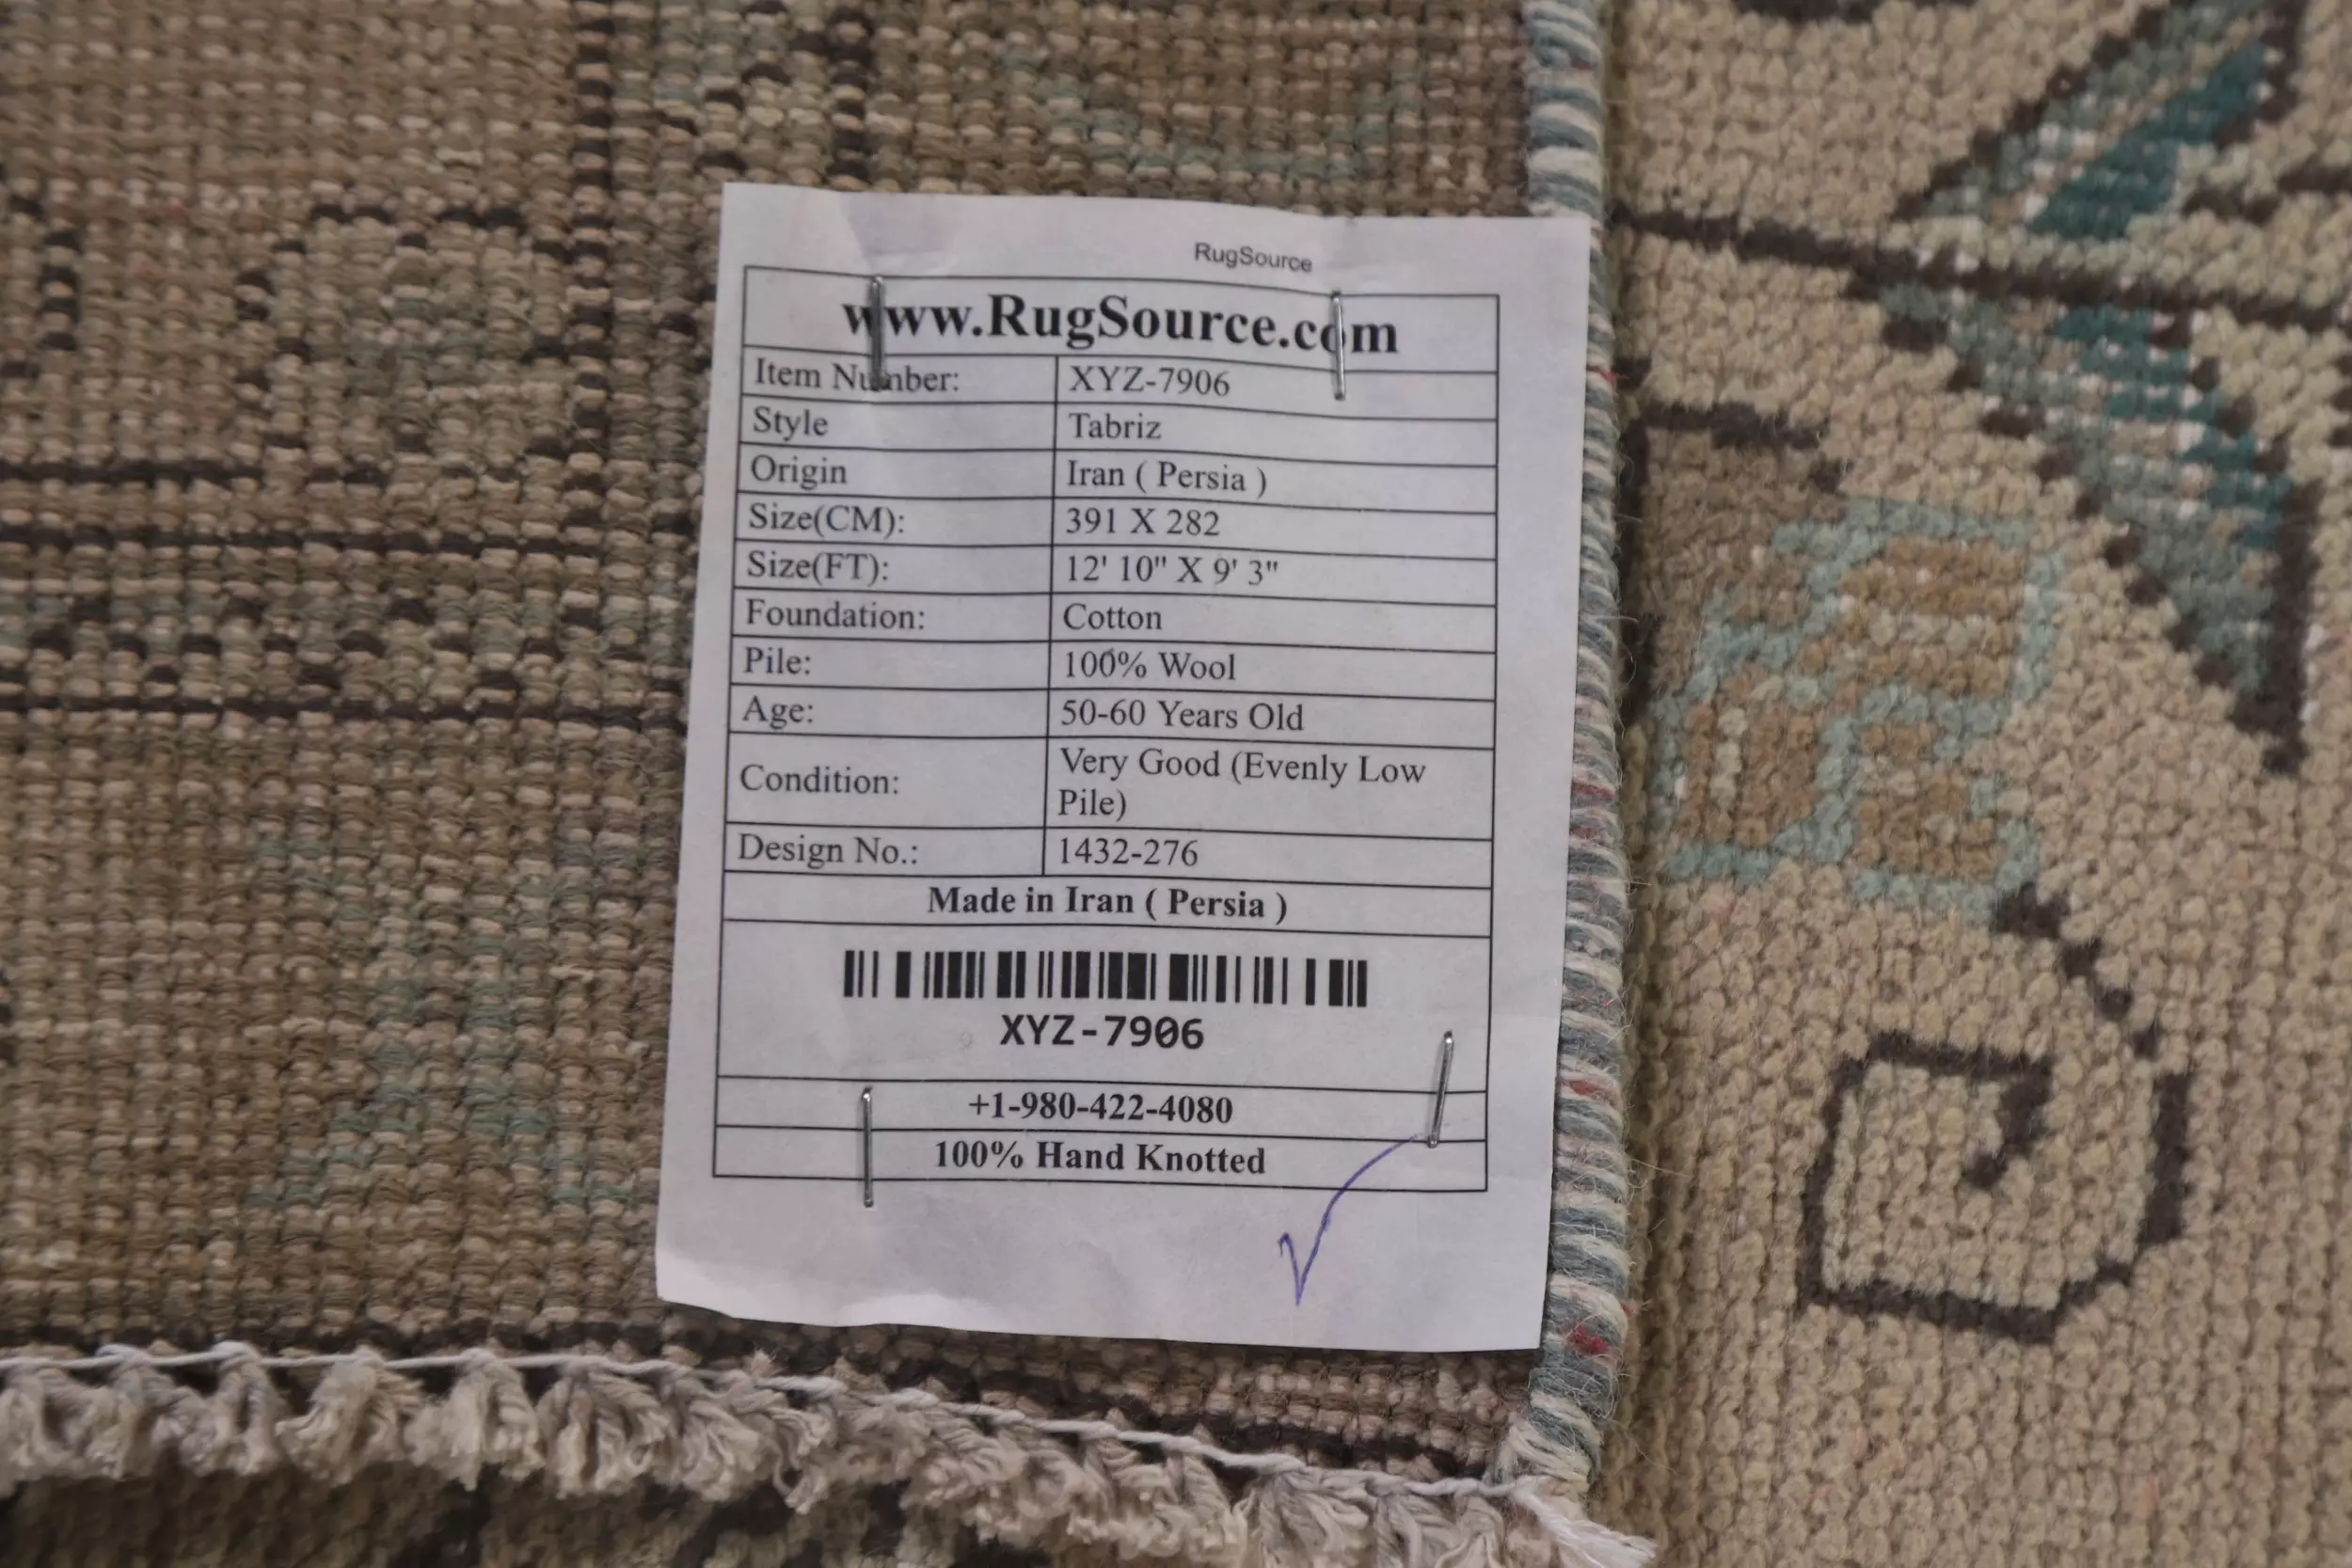 RugSource
www.RugSource.com
Item Number: XYZ-7906
Style Tabriz
Origin Iran ( Persia )
Size(CM): 391 X 282
Size(FT): 12' 10" X 9' 3"
Foundation: Cotton
Pile: 100% Wool
Age: 50-60 Years Old
Condition: Very Good (Evenly Low
Pile)
Design No.: 1432-276
Made in Iran ( Persia )
XYZ-7906
+1-980-422-4080
100% Hand Knotted